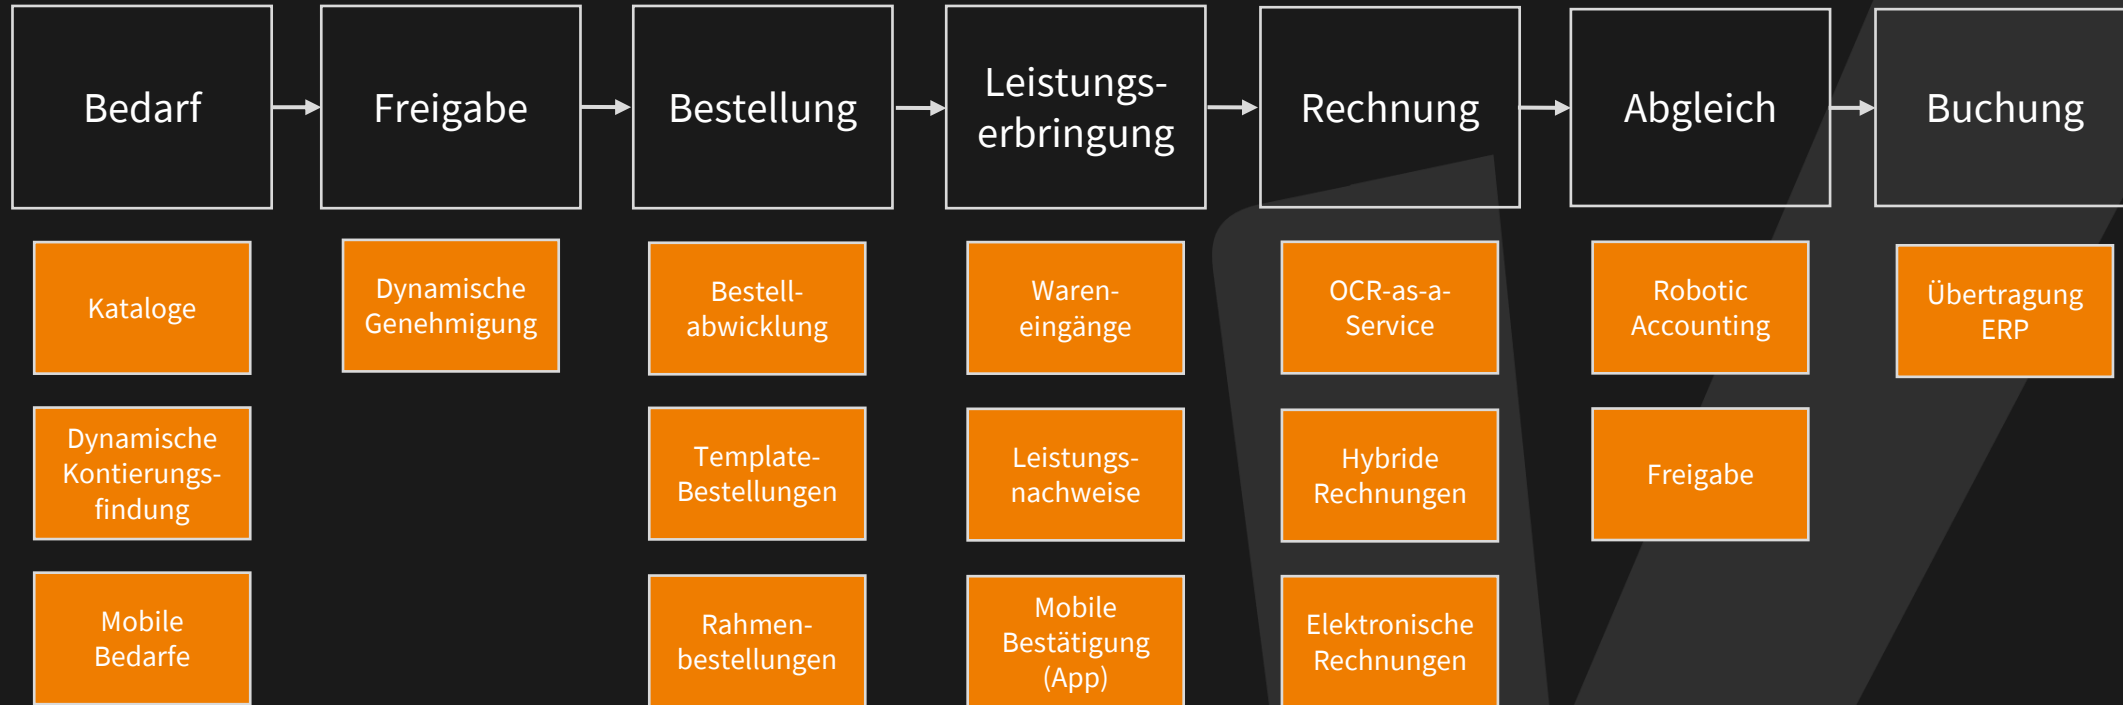 Bedarf
Freigabe
Bestellung
Leistungs-
erbringung
Rechnung
Abgleich
Buchung
Kataloge
Dynamische
Genehmigung
Bestell-
abwicklung
Waren-
eingänge
OCR-as-a-
Service
Robotic
Accounting
Übertragung
ERP
Dynamische
Kontierungs-
findung
Template-
Bestellungen
Leistungs-
nachweise
Hybride
Rechnungen
Freigabe
Mobile
Bedarfe
Rahmen-
bestellungen
Mobile
Bestätigung
(App)
Elektronische
Rechnungen